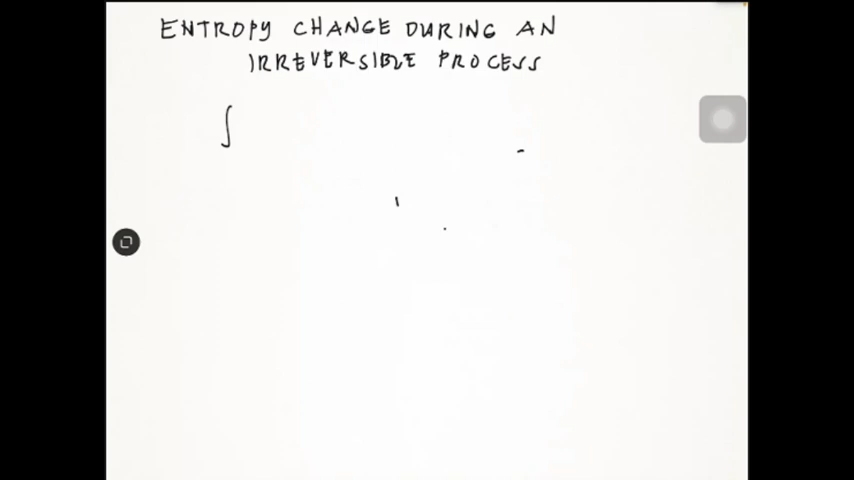 ENTROPY CHANGE DURING AN
IRREVERSIBLE PROCESS
∫